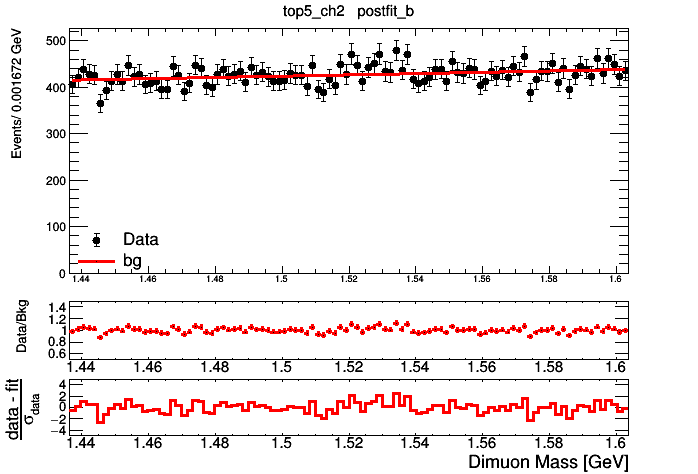 top5_ch2 postfit_b
Events/ 0.001672 GeV
500
400
300
200
100
0
Data
bg
1.44 1.46 1.48 1.5 1.52 1.54 1.56 1.58 1.6
Data/Bkg
1.4
1.2
1
0.8
0.6
1.44 1.46 1.48 1.5 1.52 1.54 1.56 1.58 1.6
data - fit
σdata
4
2
0
−2
−4
1.44 1.46 1.48 1.5 1.52 1.54 1.56 1.58 1.6
Dimuon Mass [GeV]